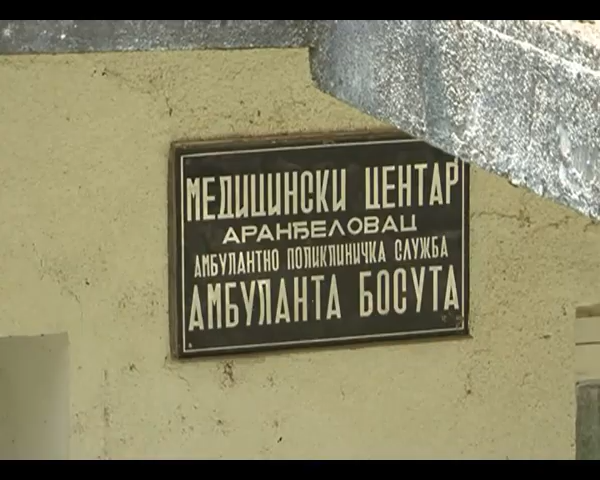 МЕДИЦИНСКИ ЦЕНТАР
АРАНЂЕЛОВАЦ
АМБУЛАНТНО ПОЛИКЛИНИЧКА СЛУЖБА
АМБУЛАНТА БОСУТА